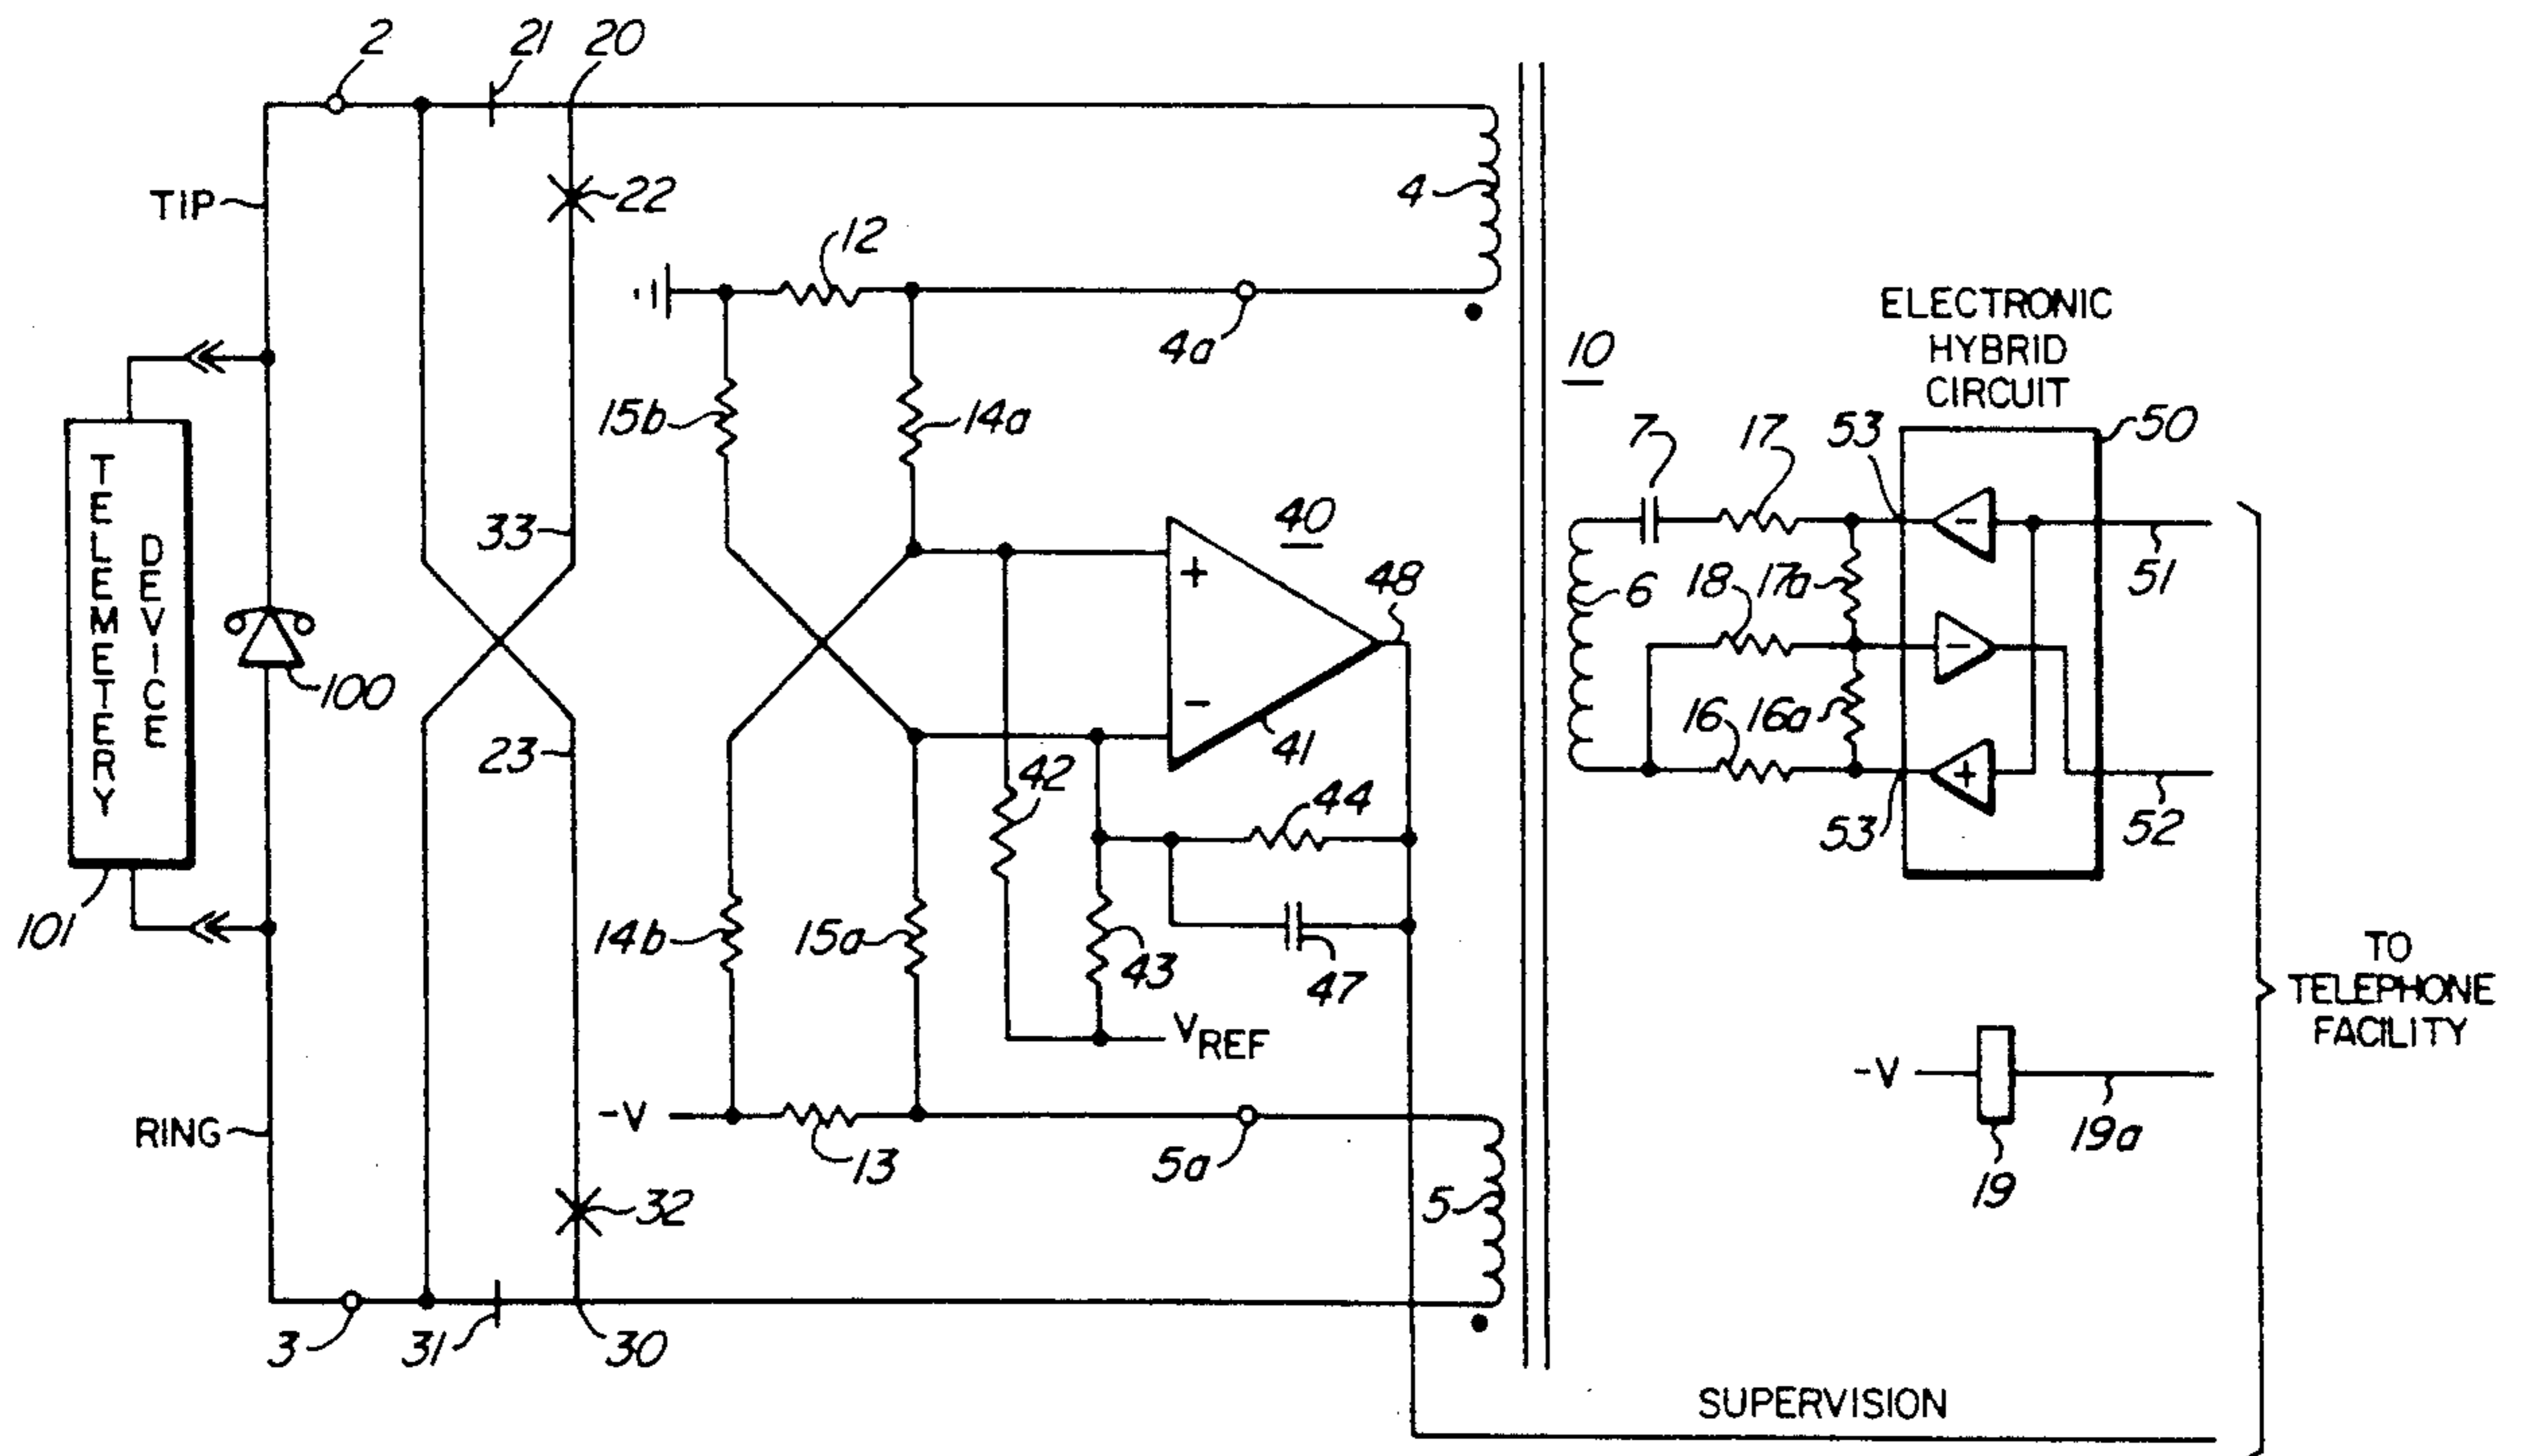 2
21
20
TIP
22
4
12
4a
ELECTRONIC
HYBRID
CIRCUIT
10
15b
14a
50
53
7
17
33
40
48
TELEMETRY
DEVICE
+
-
6
18
17a
51
100
23
41
16
16a
42
44
53
52
101
14b
15a
43
47
VREF
TO
TELEPHONE
FACILITY
-V
-V
RING
13
5a
19
19a
32
5
3
31
30
SUPERVISION
-
-
+